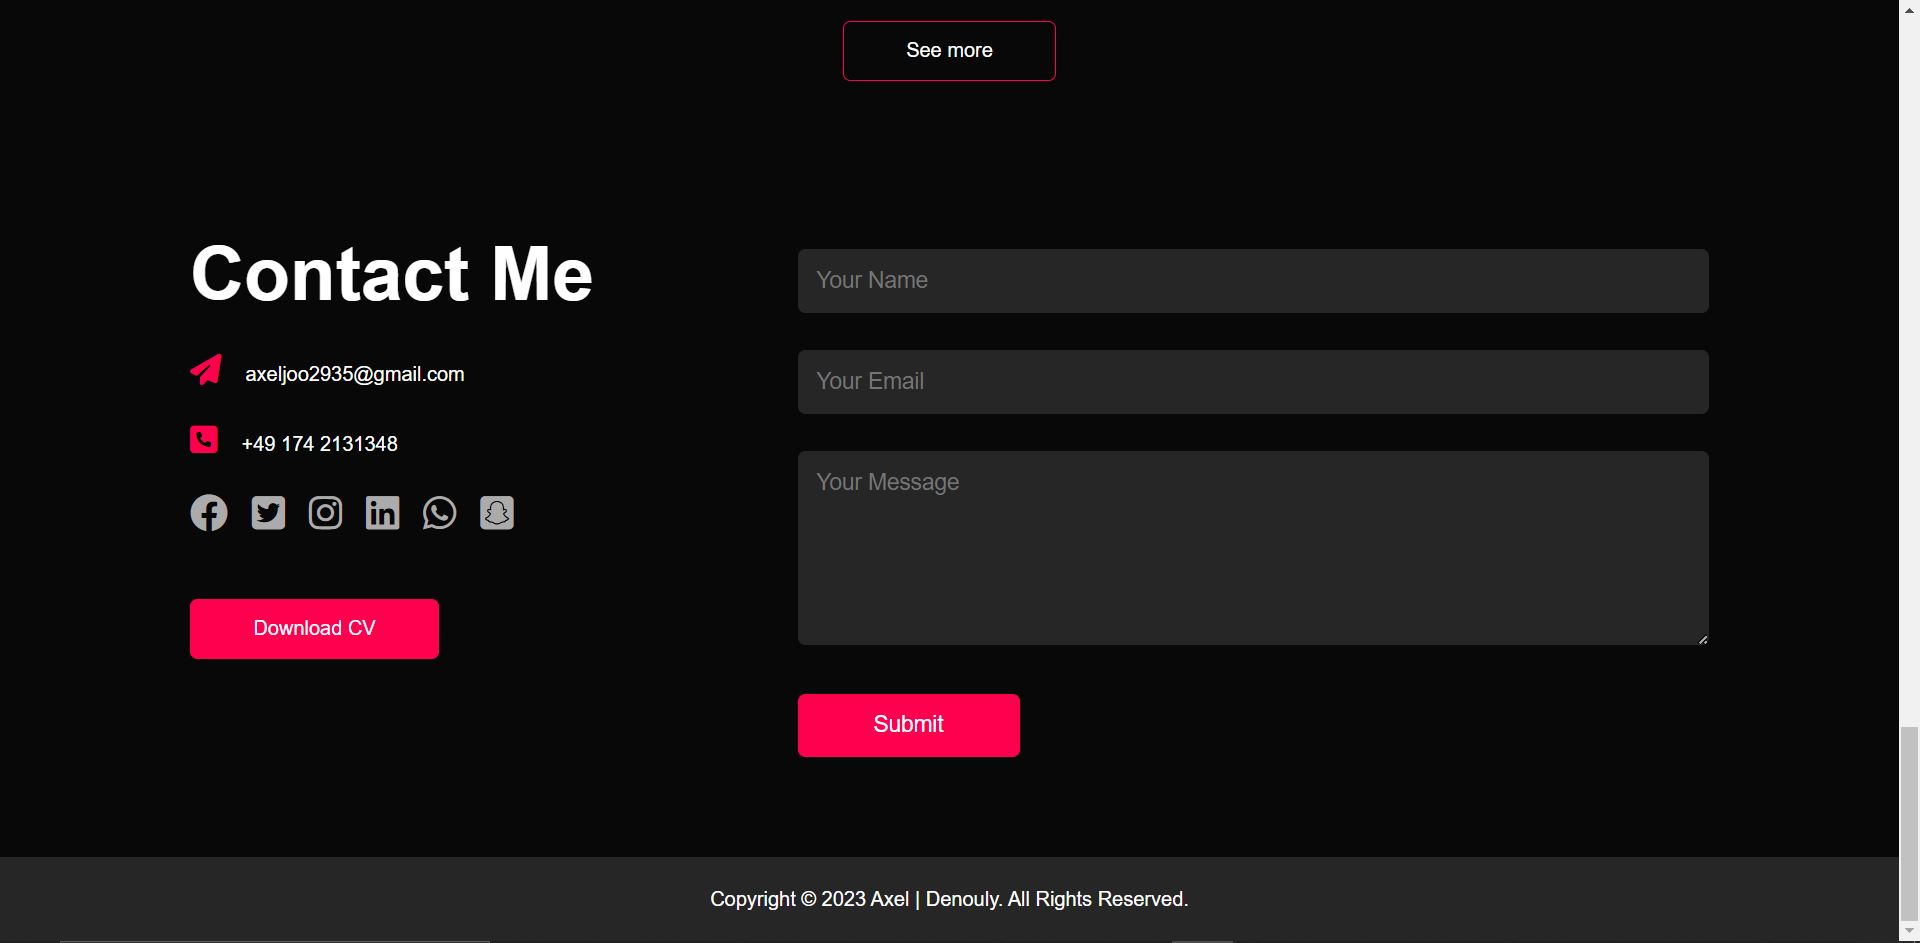 See more
Contact Me
axeljoo2935@gmail.com
+49 174 2131348
Download CV
Your Name
Your Email
Your Message
Submit
Copyright © 2023 Axel | Denouly. All Rights Reserved.